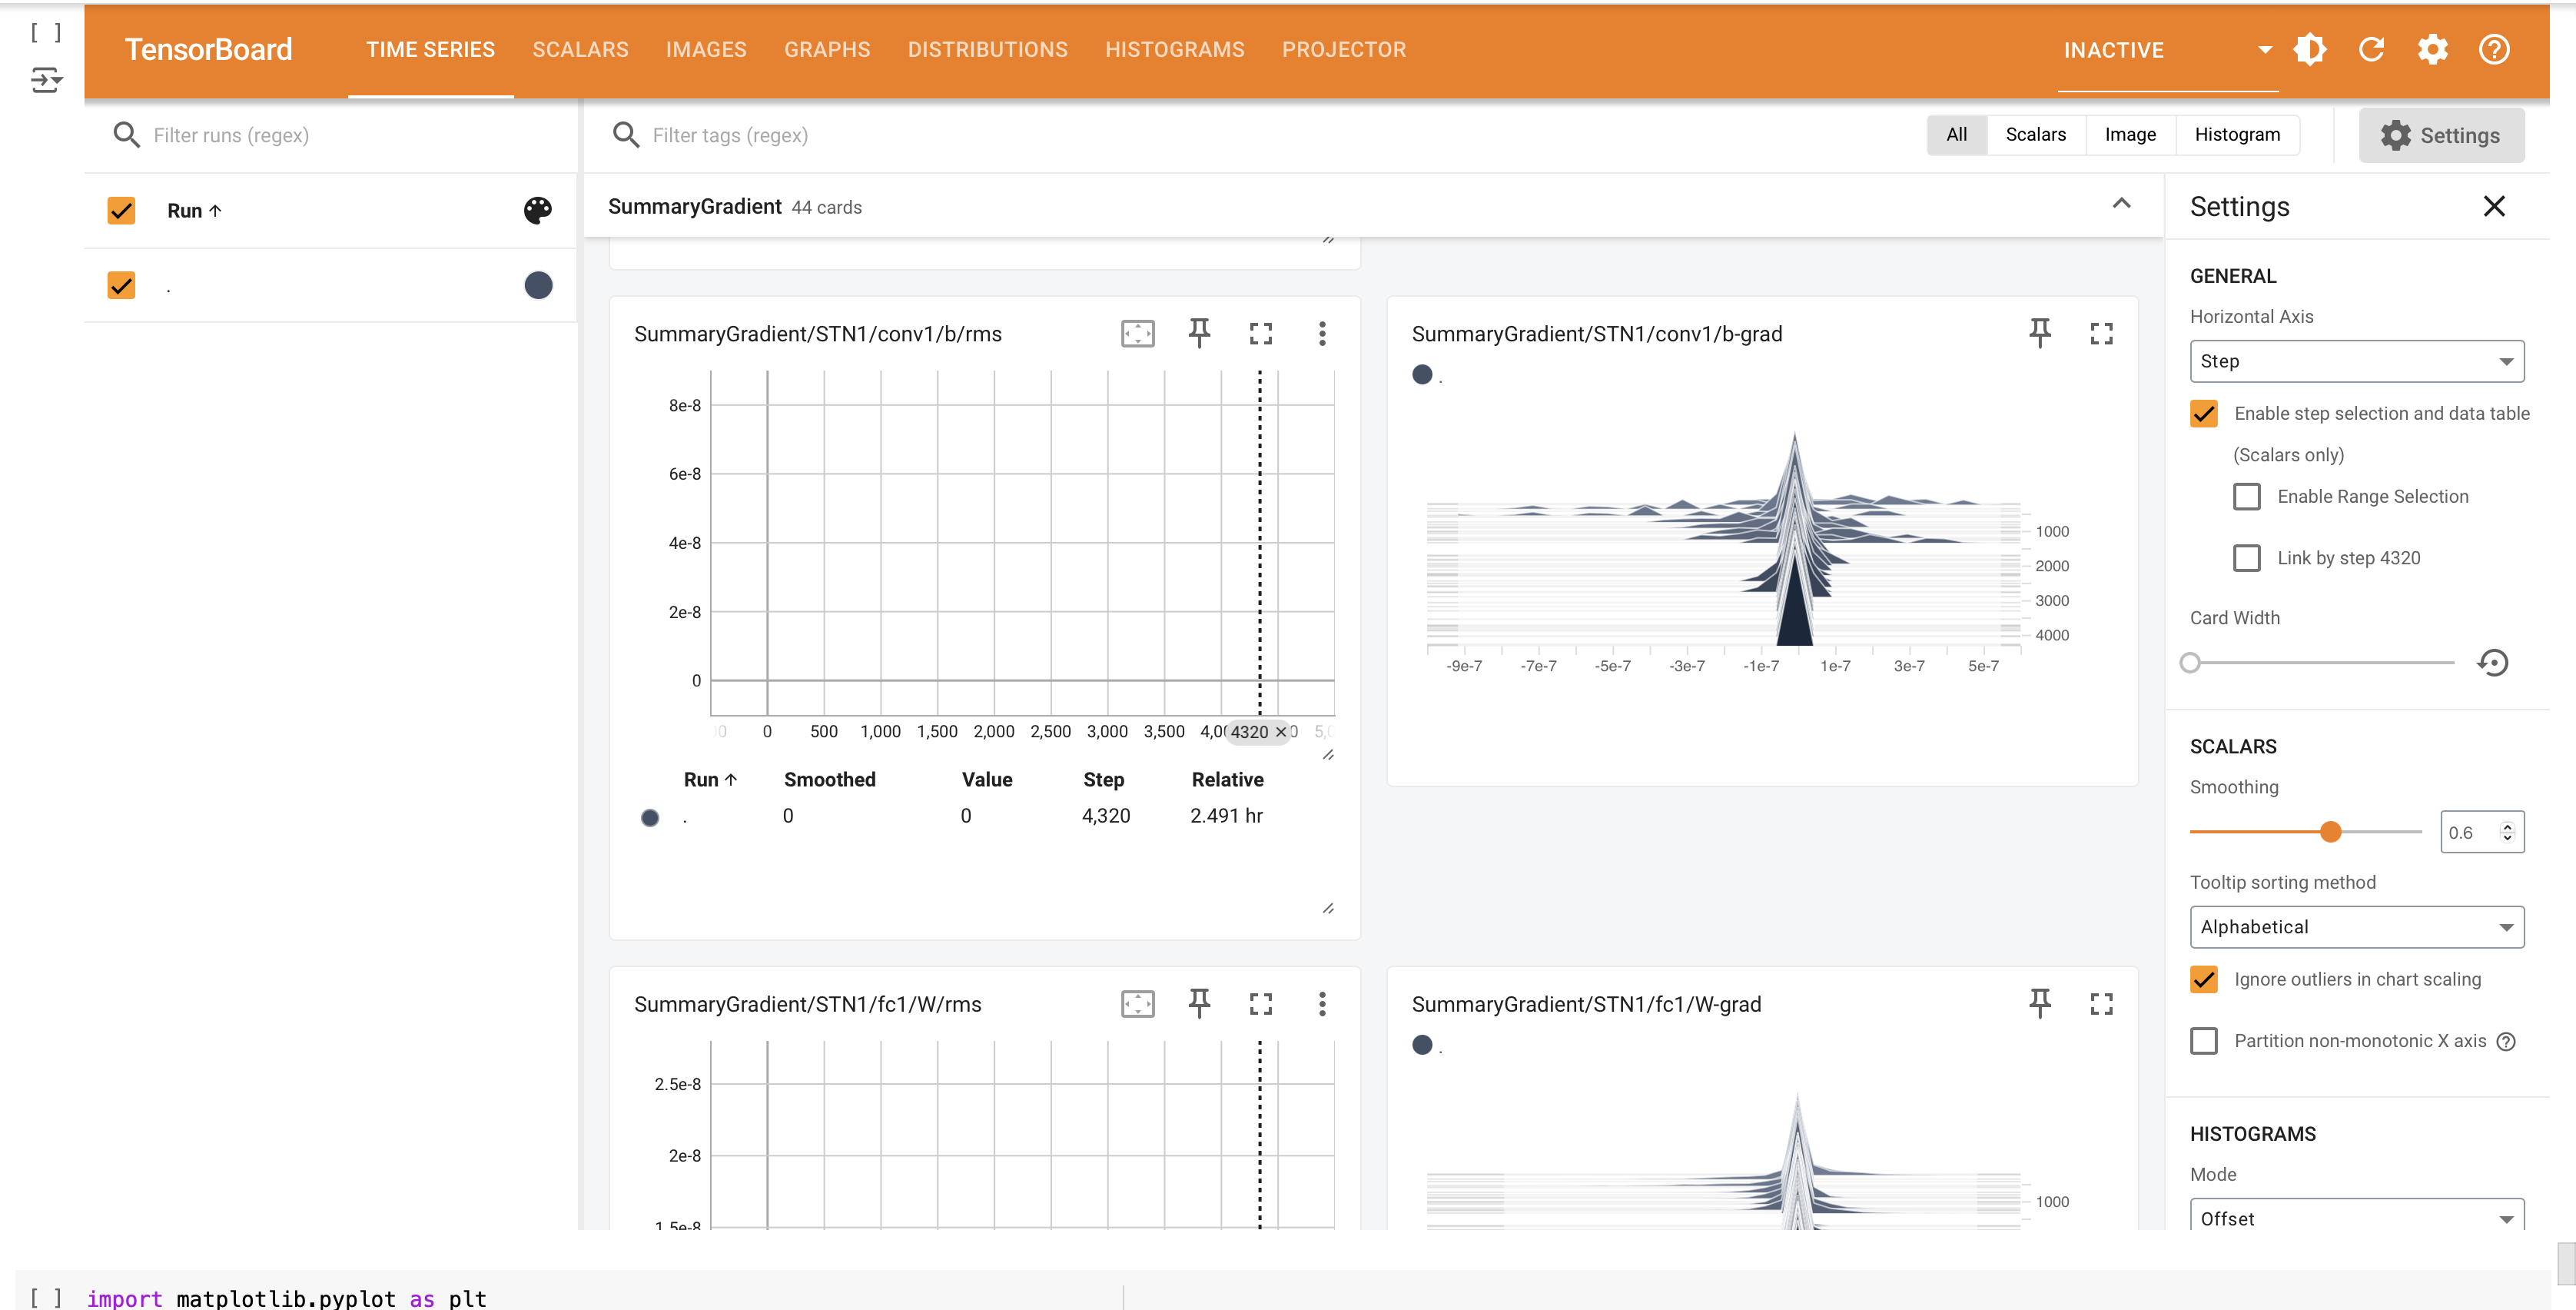 [ ]
TensorBoard TIME SERIES SCALARS IMAGES GRAPHS DISTRIBUTIONS HISTOGRAMS PROJECTOR INACTIVE
Filter runs (regex)
Filter tags (regex)
All Scalars Image Histogram
Settings
Run ↑
.
SummaryGradient 44 cards
SummaryGradient/STN1/conv1/b/rms
8e-8
6e-8
4e-8
2e-8
0
0 500 1,000 1,500 2,000 2,500 3,000 3,500 4,00 4320 ×
Run ↑ Smoothed Value Step Relative
. 0 0 4,320 2.491 hr
SummaryGradient/STN1/conv1/b-grad
.
1000
2000
3000
4000
-9e-7 -7e-7 -5e-7 -3e-7 -1e-7 1e-7 3e-7 5e-7
SummaryGradient/STN1/fc1/W/rms
2.5e-8
2e-8
1.5e-8
SummaryGradient/STN1/fc1/W-grad
.
1000
Settings
GENERAL
Horizontal Axis
Step
Enable step selection and data table
(Scalars only)
Enable Range Selection
Link by step 4320
Card Width
SCALARS
Smoothing
0.6
Tooltip sorting method
Alphabetical
Ignore outliers in chart scaling
Partition non-monotonic X axis
HISTOGRAMS
Mode
Offset
[ ] import matplotlib.pyplot as plt